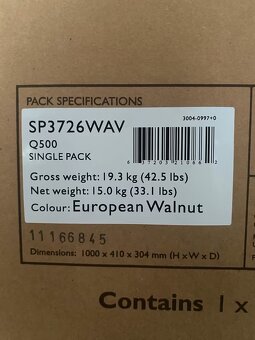 3004-0997+0
PACK SPECIFICATIONS
SP3726WAV
Q500
SINGLE PACK
Gross weight: 19.3 kg (42.5 lbs)
Net weight: 15.0 kg (33.1 lbs)
Colour: European Walnut
11166845
Dimensions: 1000 x 410 x 304 mm (H x W x D)
Contains 1 x